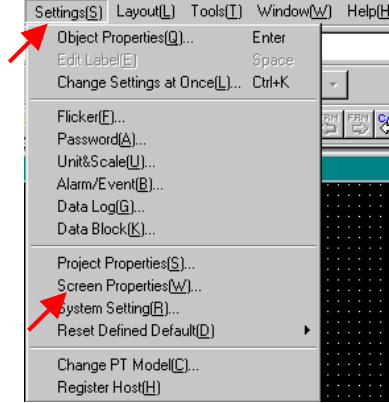 Settings(S) Layout(L) Tools(T) Window(W) Help(H
Object Properties(Q)... Enter
Edit Label(E) Space
Change Settings at Once(L)... Ctrl+K
Flicker(F)...
Password(A)...
Unit&Scale(U)...
Alarm/Event(B)...
Data Log(G)...
Data Block(K)...
Project Properties(S)...
Screen Properties(W)...
System Setting(R)...
Reset Defined Default(D)
Change PT Model(C)...
Register Host(H)
FRM